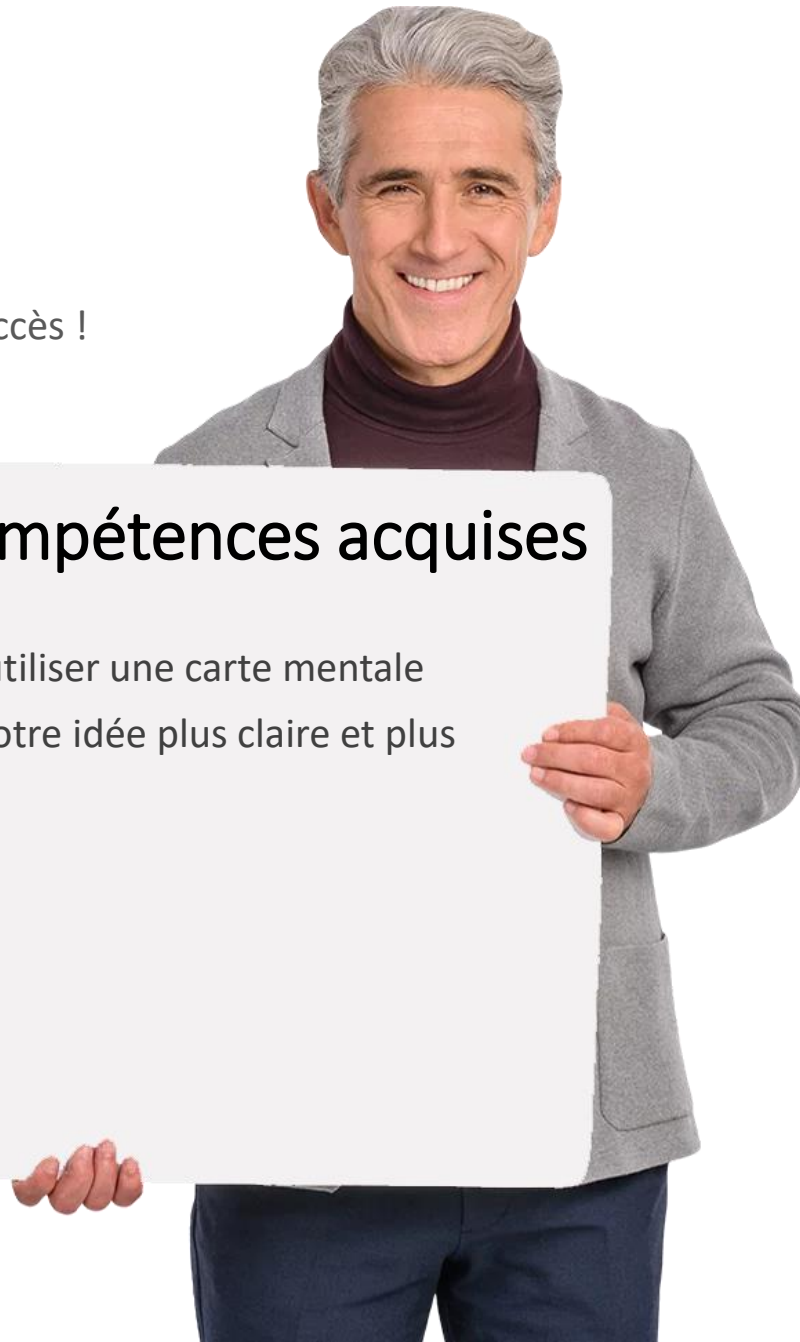 ccès !
mpétences acquises
tiliser une carte mentale
otre idée plus claire et plus